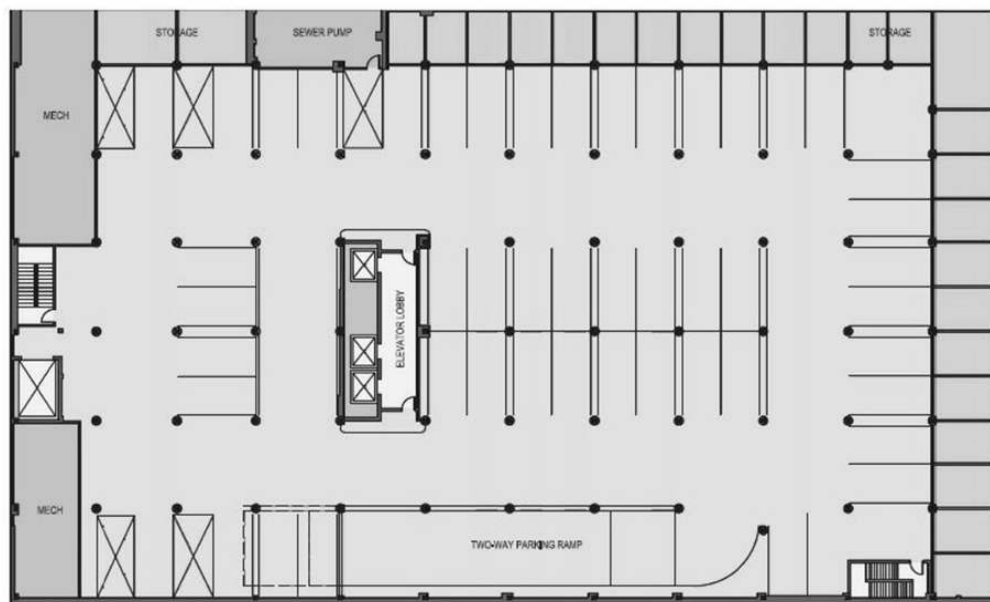 STORAGE
SEWER PUMP
STORAGE
MECH
ELEVATOR LOBBY
MECH
TWO-WAY PARKING RAMP